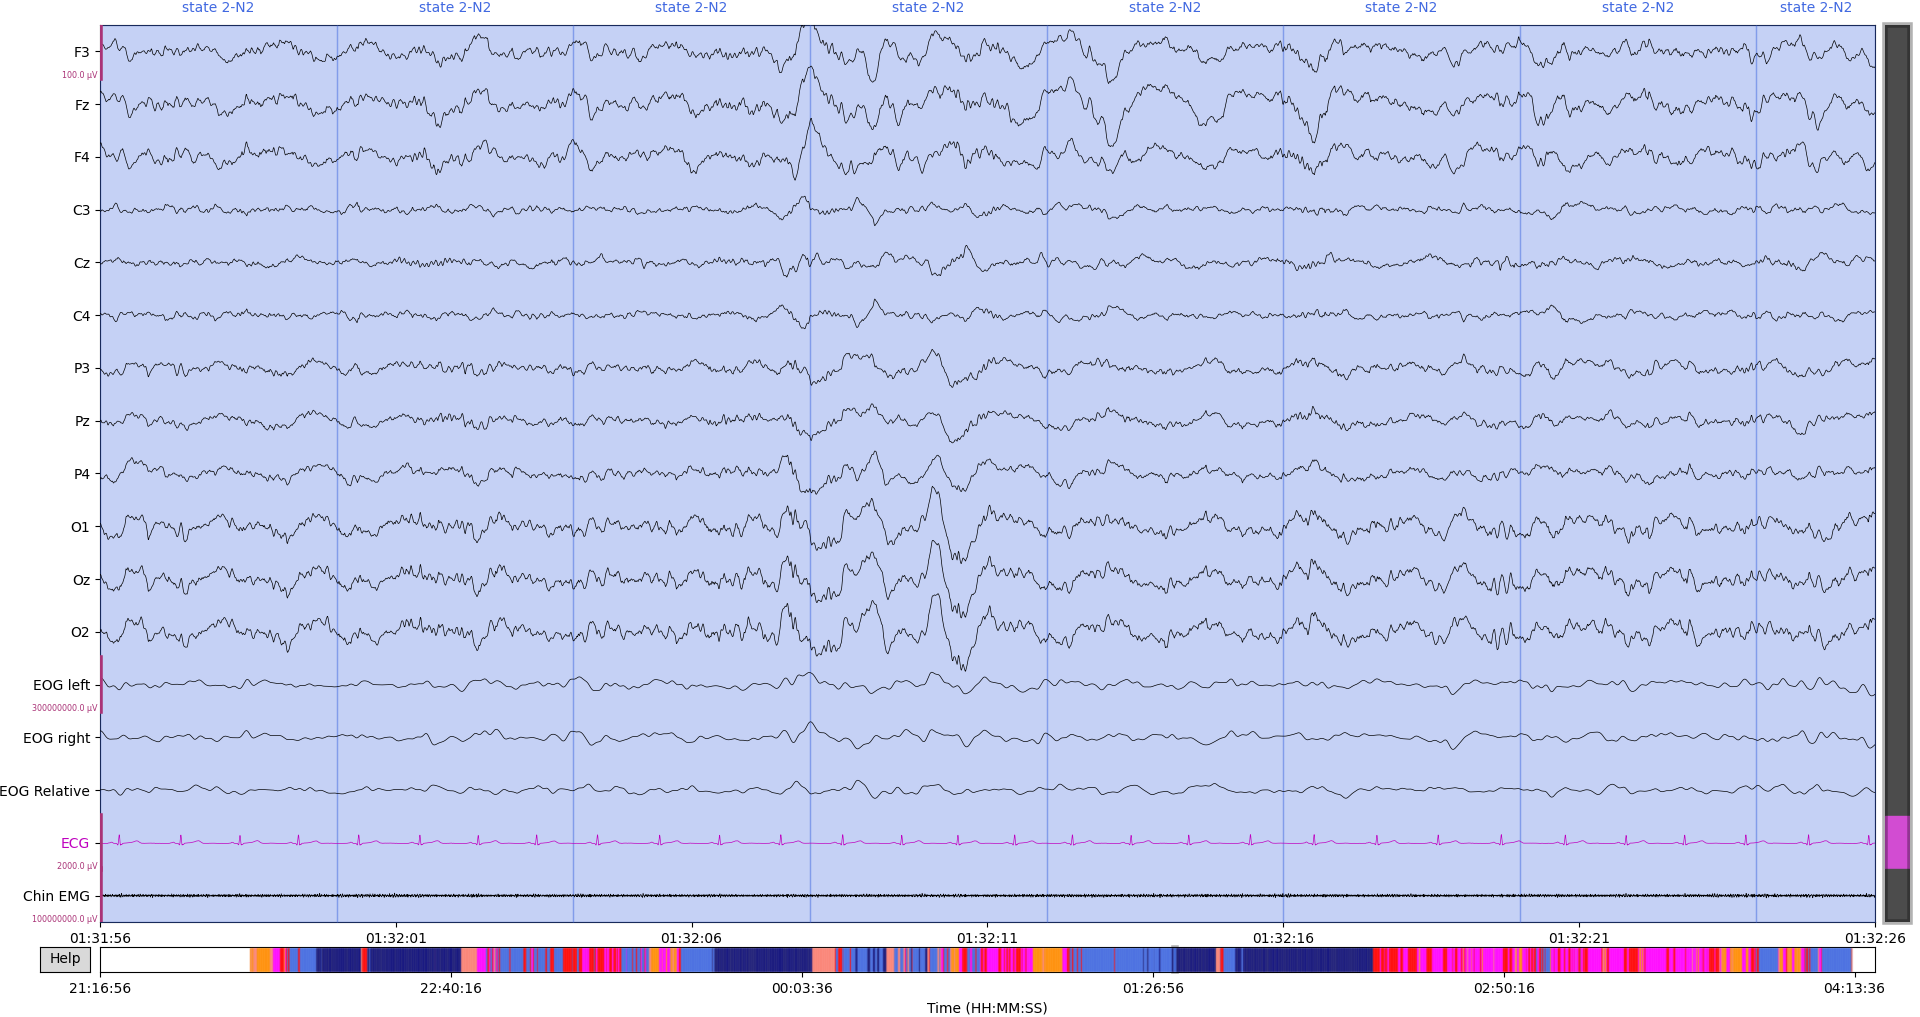 state 2-N2 state 2-N2 state 2-N2 state 2-N2 state 2-N2 state 2-N2 state 2-N2 state 2-N2
F3
100.0 µV
Fz
F4
C3
Cz
C4
P3
Pz
P4
O1
Oz
O2
EOG left
300000000.0 µV
EOG right
EOG Relative
ECG
2000.0 µV
Chin EMG
100000000.0 µV
01:31:56 01:32:01 01:32:06 01:32:11 01:32:16 01:32:21 01:32:26
Help
21:16:56 22:40:16 00:03:36 01:26:56 02:50:16 04:13:36
Time (HH:MM:SS)